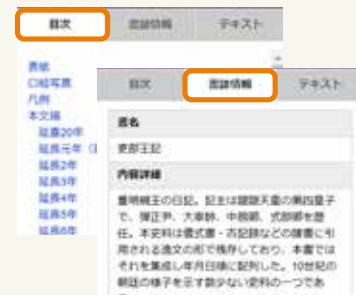 目次 書誌情報 テキスト
表紙
口絵写真
凡例
本文編
延喜20年
延長元年
延長2年
延長3年
延長4年
延長5年
延長6年
目次 書誌情報 テキスト
書名
吏部王記
内容詳細
重明親王の日記。記主は醍醐天皇の第四皇子
で、弾正尹、大宰帥、中務卿、式部卿を歴
任。本史料は儀式書・古記録などの諸書に引
用される逸文の形で残存しており、本書では
それを集成し年月日順に配列した。10世紀の
朝廷の様子を示す数少ない史料の一つであ